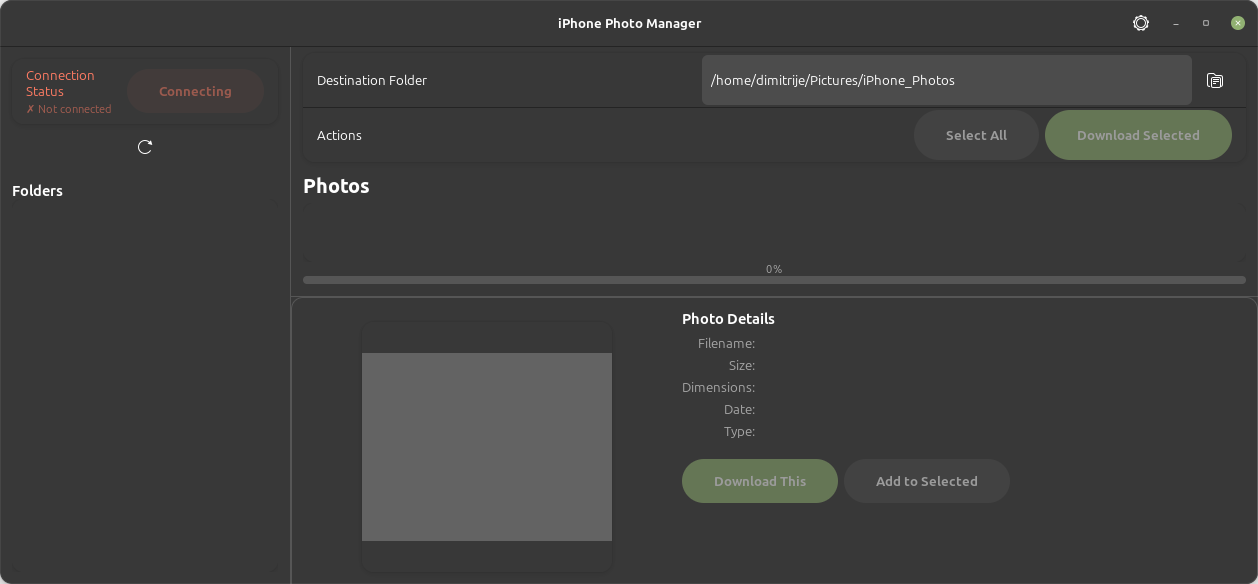 iPhone Photo Manager
Connection
Status
✗ Not connected
Connecting
Folders
Destination Folder
/home/dimitrije/Pictures/iPhone_Photos
Actions
Select All
Download Selected
Photos
0%
Photo Details
Filename:
Size:
Dimensions:
Date:
Type:
Download This
Add to Selected